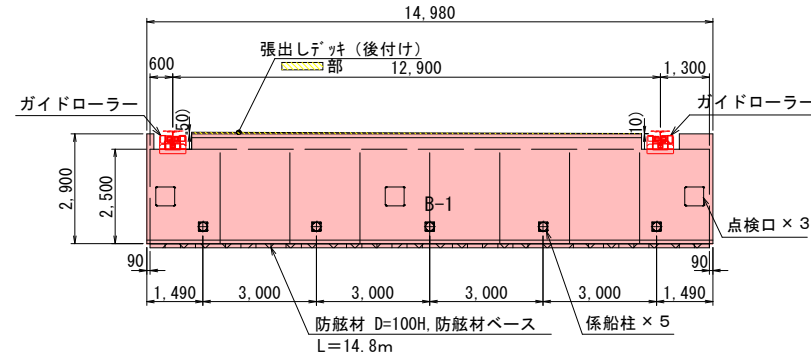 14,980
張出しﾃﾞｯｷ（後付け）
部
600
12,900
1,300
ガイドローラー
ガイドローラー
50)
10)
2,900
2,500
B-1
点検口×3
90
90
1,490
3,000
3,000
3,000
3,000
1,490
防舷材 D=100H,防舷材ベース
L＝14.8m
係船柱×5